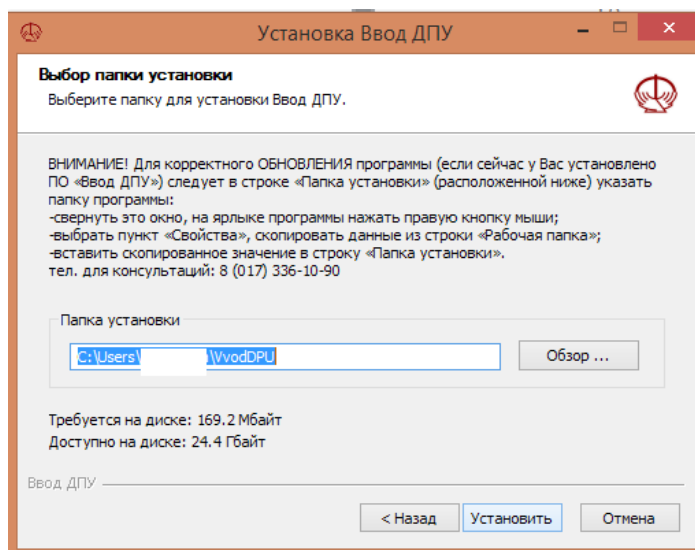 Установка Ввод ДПУ
Выбор папки установки
Выберите папку для установки Ввод ДПУ.
ВНИМАНИЕ! Для корректного ОБНОВЛЕНИЯ программы (если сейчас у Вас установлено
ПО «Ввод ДПУ») следует в строке «Папка установки» (расположенной ниже) указать
папку программы:
-свернуть это окно, на ярлыке программы нажать правую кнопку мыши;
-выбрать пункт «Свойства», скопировать данные из строки «Рабочая папка»;
-вставить скопированное значение в строку «Папка установки».
тел. для консультаций: 8 (017) 336-10-90
Папка установки
C:\Users\ \VvodDPU
Обзор ...
Требуется на диске: 169.2 Мбайт
Доступно на диске: 24.4 Гбайт
Ввод ДПУ
< Назад
Установить
Отмена